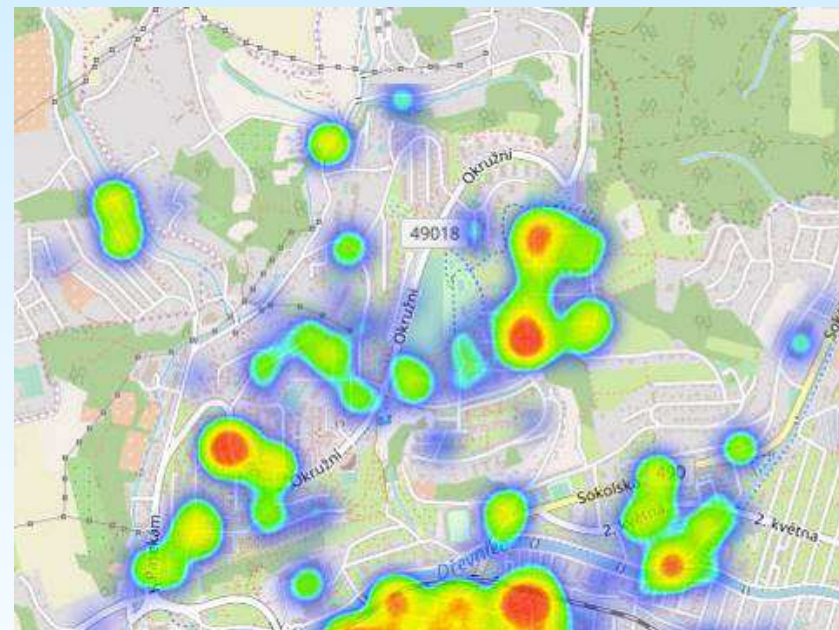 Okružní
49018
Okružní
Okružní
Sokolská
490
2. května
2. května
Dřevnice